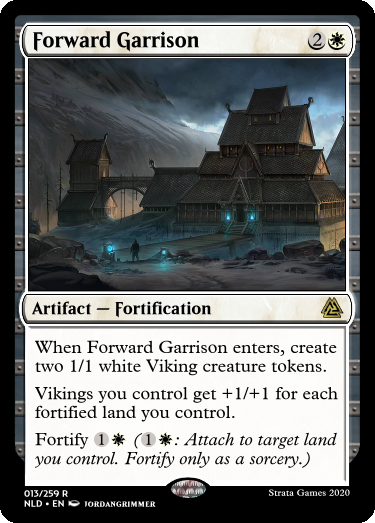 Forward Garrison 2
Artifact — Fortification
When Forward Garrison enters, create
two 1/1 white Viking creature tokens.
Vikings you control get +1/+1 for each
fortified land you control.
Fortify 1 (1 : Attach to target land
you control. Fortify only as a sorcery.)
013/259 R
NLD • EN JORDANGRIMMER
Strata Games 2020